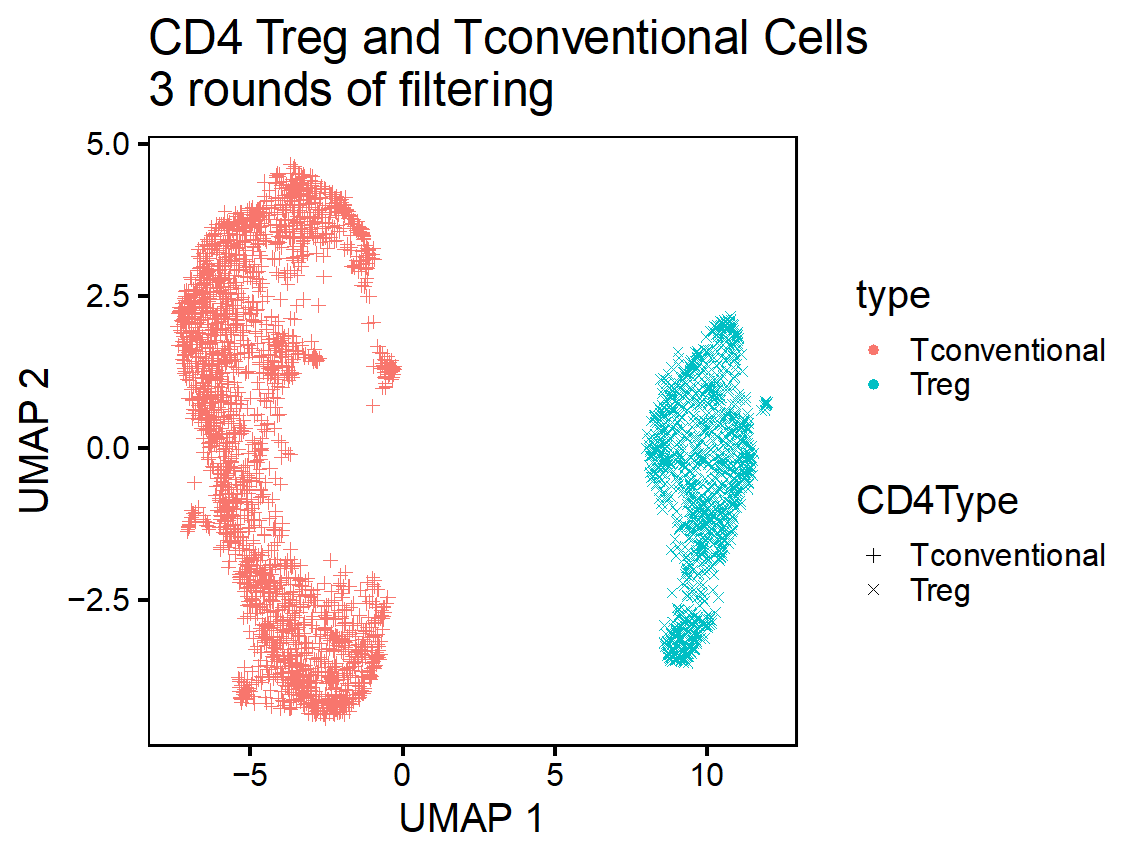 CD4 Treg and Tconventional Cells
3 rounds of filtering
5.0
2.5
0.0
−2.5
UMAP 2
−5
0
5
10
UMAP 1
type
Tconventional
Treg
CD4Type
Tconventional
Treg